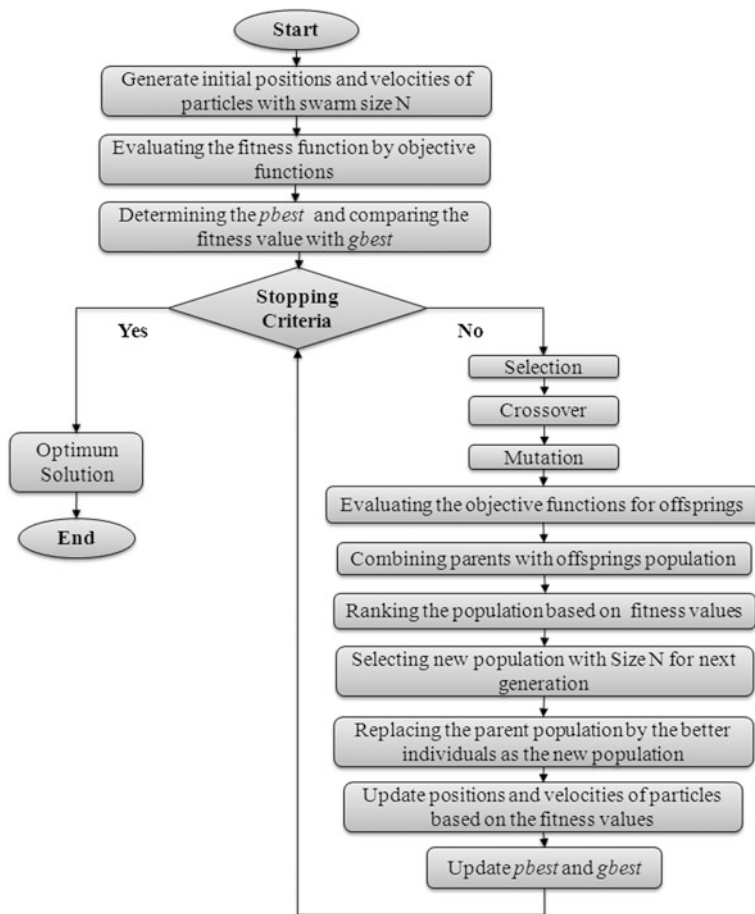 Start
Generate initial positions and velocities of
particles with swarm size N
Evaluating the fitness function by objective
functions
Determining the pbest and comparing the
fitness value with gbest
Stopping
Criteria
Yes
No
Optimum
Solution
End
Selection
Crossover
Mutation
Evaluating the objective functions for offsprings
Combining parents with offsprings population
Ranking the population based on fitness values
Selecting new population with Size N for next
generation
Replacing the parent population by the better
individuals as the new population
Update positions and velocities of particles
based on the fitness values
Update pbest and gbest